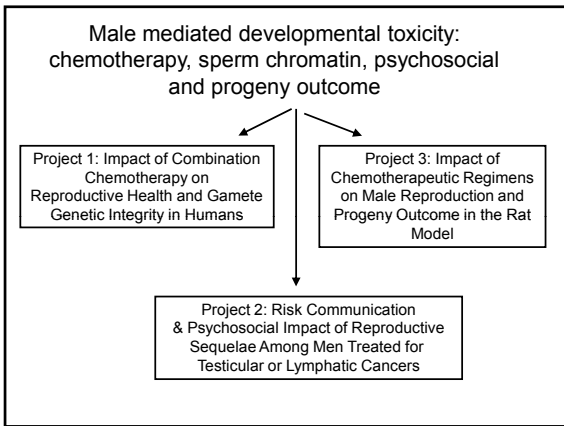 Male mediated developmental toxicity:
chemotherapy, sperm chromatin, psychosocial
and progeny outcome
Project 1: Impact of Combination
Chemotherapy on
Reproductive Health and Gamete
Genetic Integrity in Humans
Project 3: Impact of
Chemotherapeutic Regimens
on Male Reproduction and
Progeny Outcome in the Rat
Model
Project 2: Risk Communication
& Psychosocial Impact of Reproductive
Sequelae Among Men Treated for
Testicular or Lymphatic Cancers